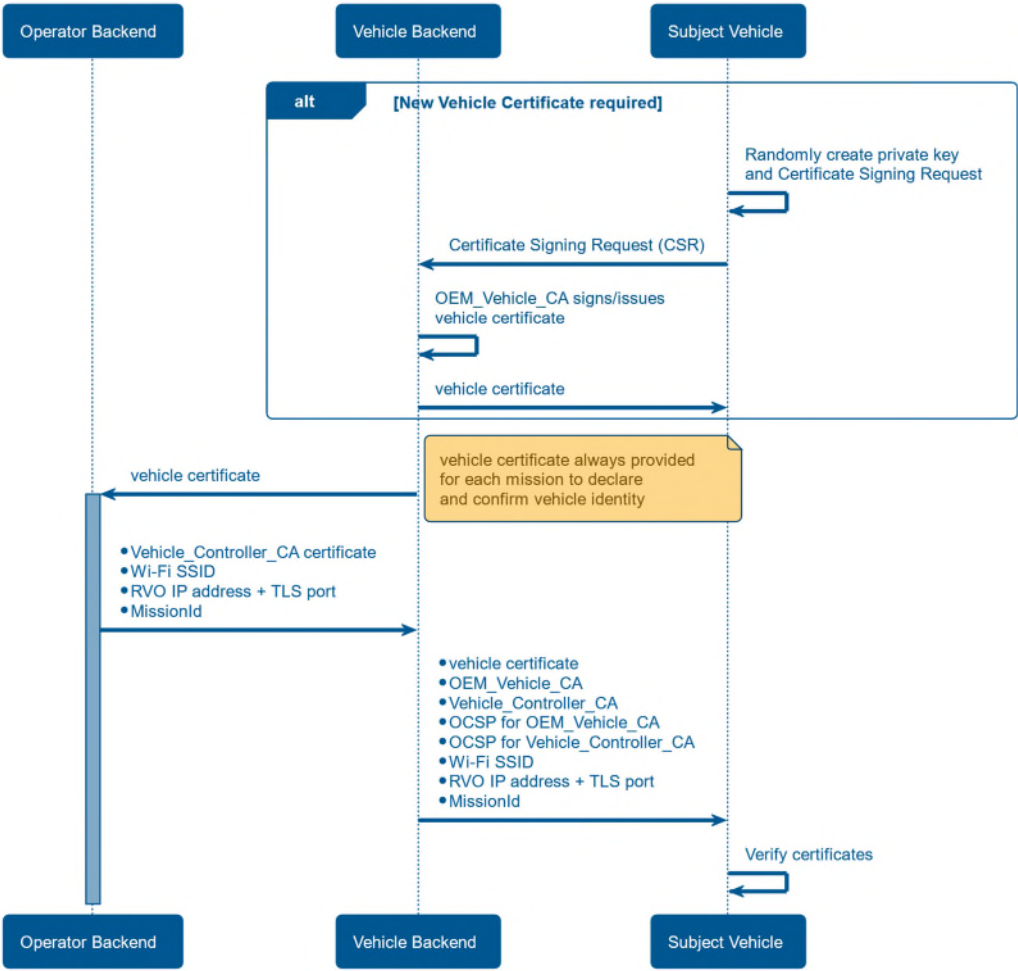 Operator Backend
Vehicle Backend
Subject Vehicle
alt
[New Vehicle Certificate required]
Randomly create private key
and Certificate Signing Request
Certificate Signing Request (CSR)
OEM_Vehicle_CA signs/issues
vehicle certificate
vehicle certificate
vehicle certificate always provided
for each mission to declare
and confirm vehicle identity
vehicle certificate
•Vehicle_Controller_CA certificate
•Wi-Fi SSID
•RVO IP address + TLS port
•MissionId
•vehicle certificate
•OEM_Vehicle_CA
•Vehicle_Controller_CA
•OCSP for OEM_Vehicle_CA
•OCSP for Vehicle_Controller_CA
•Wi-Fi SSID
•RVO IP address + TLS port
•MissionId
Verify certificates
Operator Backend
Vehicle Backend
Subject Vehicle